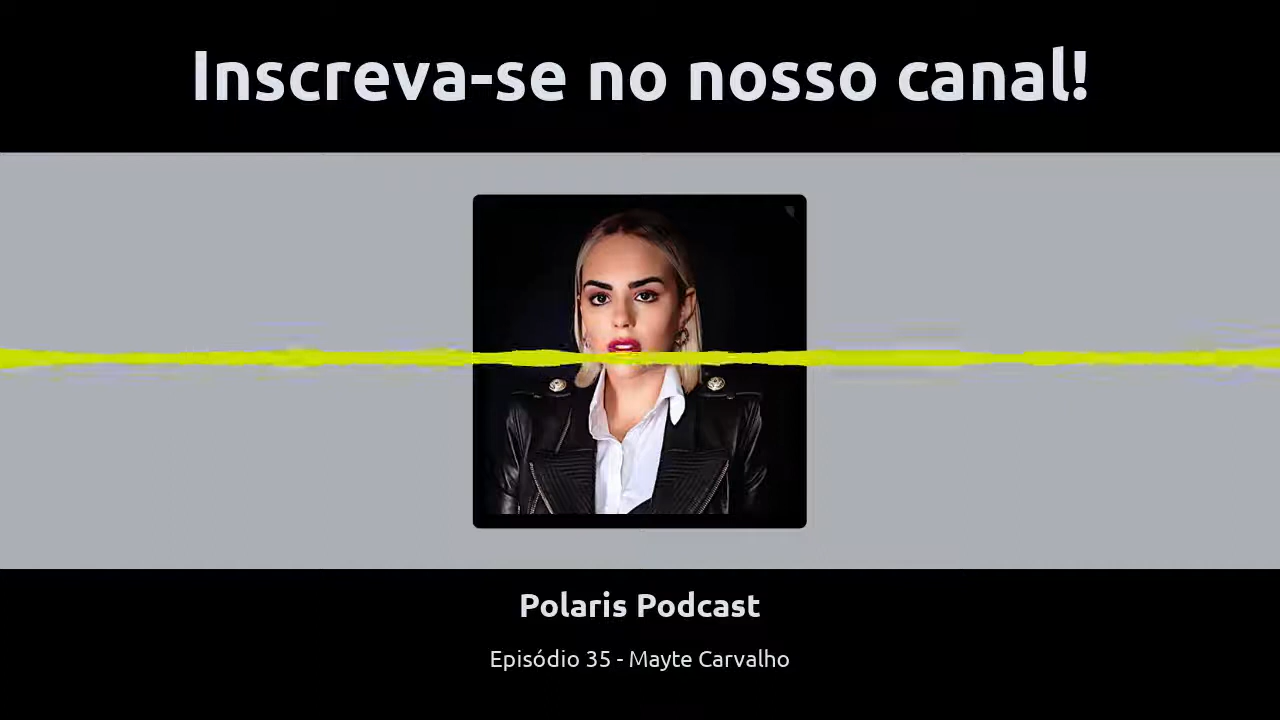 Inscreva-se no nosso canal!
Polaris Podcast
Episódio 35 - Mayte Carvalho